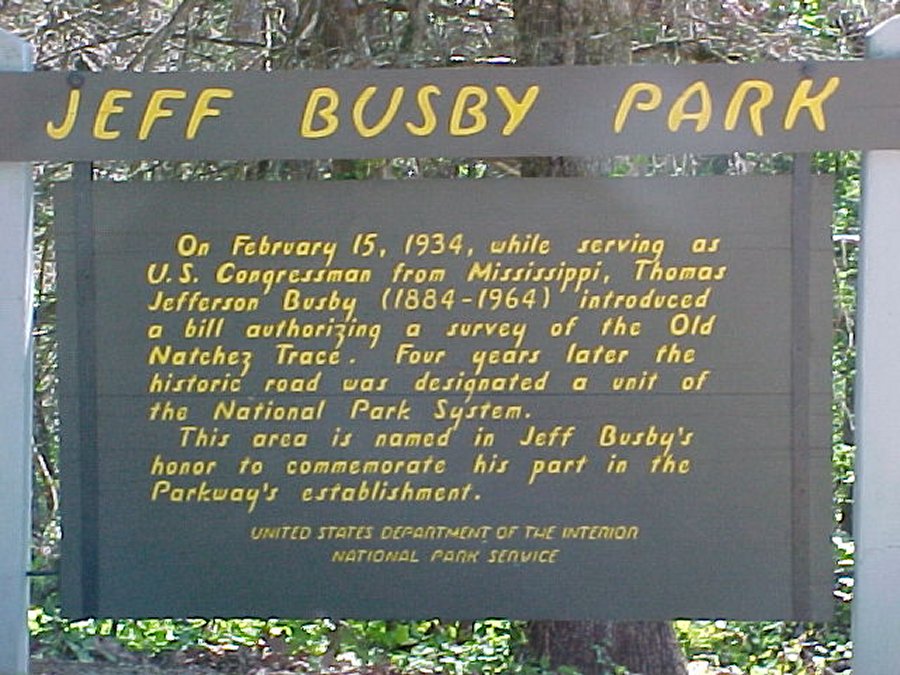 JEFF BUSBY PARK
On February 15, 1934, while serving as
U.S. Congressman from Mississippi, Thomas
Jefferson Busby (1884-1964) introduced
a bill authorizing a survey of the Old
Natchez Trace. Four years later the
historic road was designated a unit of
the National Park System.
This area is named in Jeff Busby's
honor to commemorate his part in the
Parkway's establishment.
UNITED STATES DEPARTMENT OF THE INTERIOR
NATIONAL PARK SERVICE